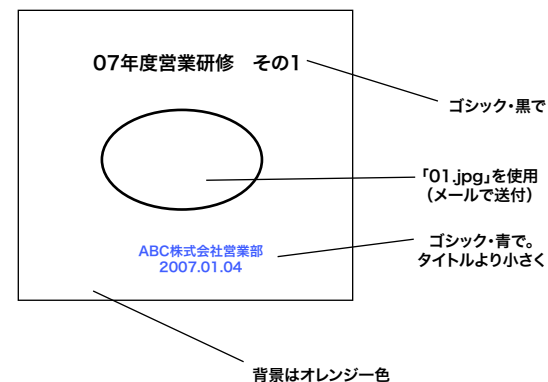 07年度営業研修　その1
ゴシック・黒で
「01.jpg」を使用
（メールで送付）
ABC株式会社営業部
2007.01.04
ゴシック・青で。
タイトルより小さく
背景はオレンジ一色